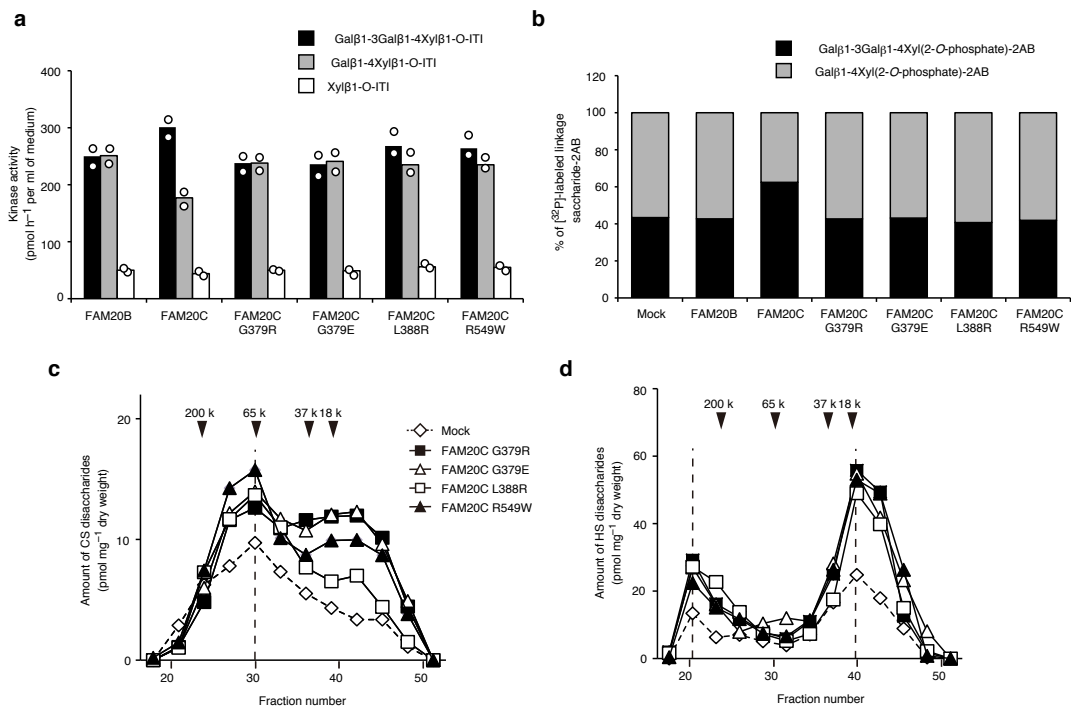 a
Galβ1-3Galβ1-4Xylβ1-O-ITI
Galβ1-4Xylβ1-O-ITI
Xylβ1-O-ITI
Kinase activity
(pmol h⁻¹ per ml of medium)
400
300
200
100
0
FAM20B
FAM20C
FAM20C
G379R
FAM20C
G379E
FAM20C
L388R
FAM20C
R549W
b
Galβ1-3Galβ1-4Xyl(2-O-phosphate)-2AB
Galβ1-4Xyl(2-O-phosphate)-2AB
% of [³²P]-labeled linkage
saccharide-2AB
120
100
80
60
40
20
0
Mock
FAM20B
FAM20C
FAM20C
G379R
FAM20C
G379E
FAM20C
L388R
FAM20C
R549W
c
200 k
65 k
37 k
18 k
Mock
FAM20C G379R
FAM20C G379E
FAM20C L388R
FAM20C R549W
Amount of CS disaccharides
(pmol mg⁻¹ dry weight)
20
10
0
20
30
40
50
Fraction number
d
200 k
65 k
37 k
18 k
Amount of HS disaccharides
(pmol mg⁻¹ dry weight)
80
60
40
20
0
20
30
40
50
Fraction number